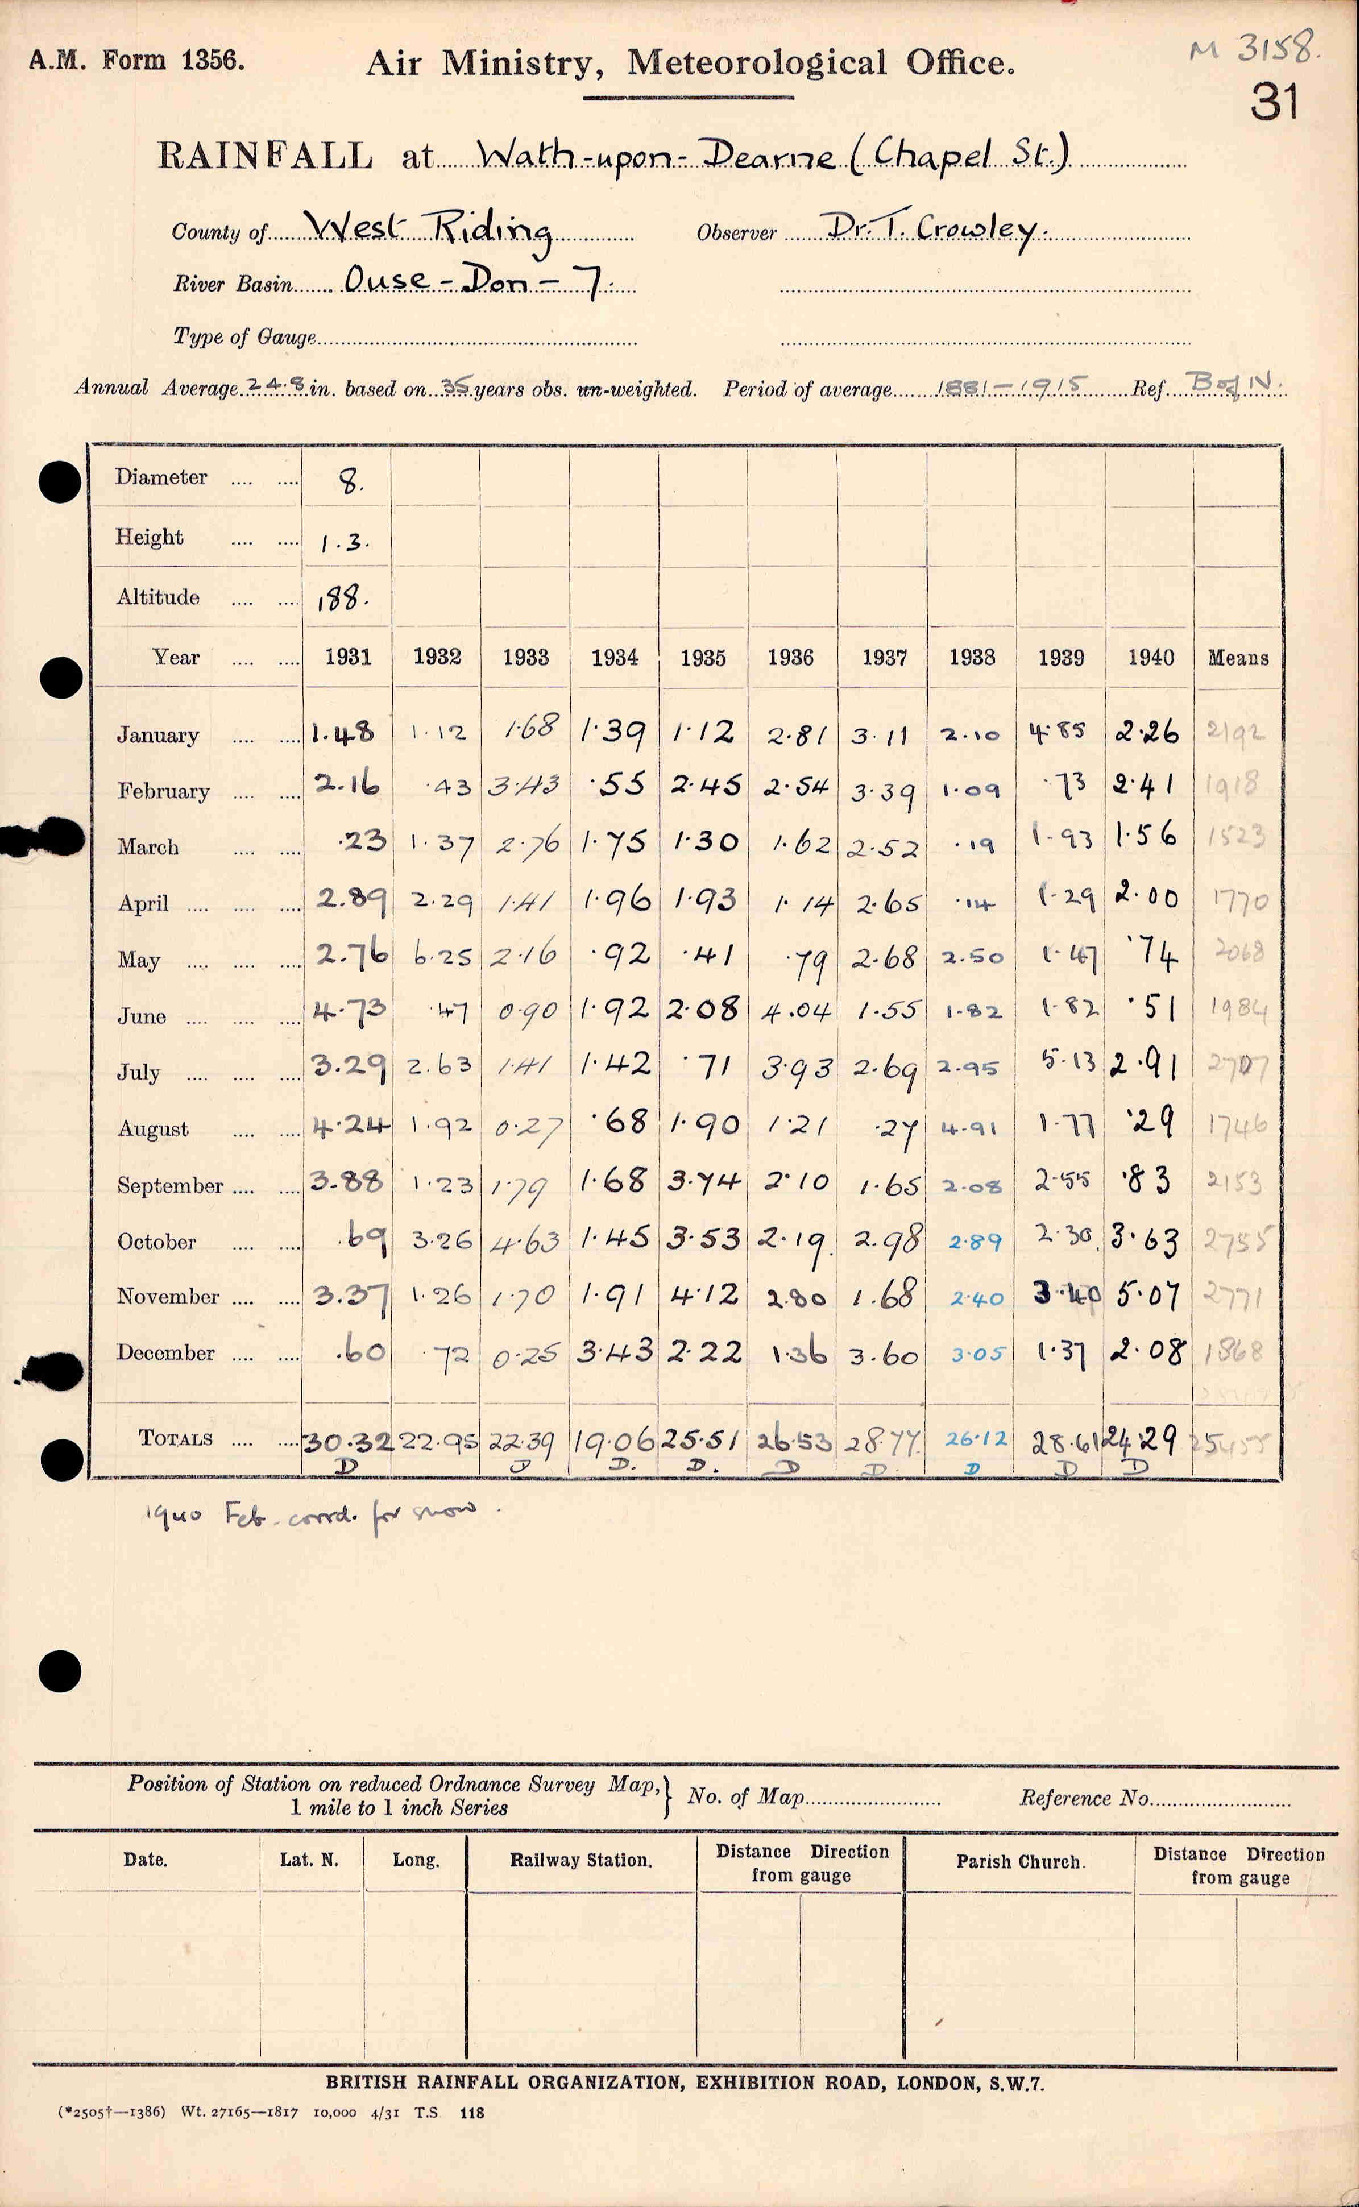 A.M. Form 1356.
Air Ministry, Meteorological Office.
M 3158.
31
RAINFALL at Wath-upon-Dearne (Chapel St.)
County of West Riding Observer Dr. T. Crowley.
River Basin Ouse - Don - 7.
Type of Gauge
Annual Average 24.8 in. based on 35 years obs. un-weighted. Period of average 1881-1915 Ref. B of N.
Diameter 8.
Height 1.3.
Altitude 188.
Year 1931 1932 1933 1934 1935 1936 1937 1938 1939 1940 Means
January 1.48 1.12 1.68 1.39 1.12 2.81 3.11 2.10 4.85 2.26 2192
February 2.16 .43 3.43 .55 2.45 2.54 3.39 1.09 .73 2.41 1918
March .23 1.37 2.76 1.75 1.30 1.62 2.52 .19 1.93 1.56 1523
April 2.89 2.29 1.41 1.96 1.93 1.14 2.65 .14 1.29 2.00 1770
May 2.76 6.25 2.16 .92 .41 .79 2.68 2.50 1.47 .74 2068
June 4.73 .47 0.90 1.92 2.08 4.04 1.55 1.82 1.82 .51 1984
July 3.29 2.63 1.41 1.42 .71 3.93 2.69 2.95 5.13 2.91 2707
August 4.24 1.92 0.27 .68 1.90 1.21 .27 4.91 1.77 .29 1746
September 3.88 1.23 1.79 1.68 3.74 2.10 1.65 2.08 2.55 .83 2153
October .69 3.26 4.63 1.45 3.53 2.19 2.98 2.89 2.30 3.63 2755
November 3.37 1.26 1.70 1.91 4.12 2.80 1.68 2.40 3.40 5.07 2771
December .60 .72 0.25 3.43 2.22 1.36 3.60 3.05 1.37 2.08 1868
TOTALS 30.32 22.95 22.39 19.06 25.51 26.53 28.77 26.12 28.61 24.29 25455
D D D. D. D D. D D D
1940 Feb. corrd. for snow.
Position of Station on reduced Ordnance Survey Map,
1 mile to 1 inch Series
No. of Map Reference No.
Date. Lat. N. Long. Railway Station. Distance Direction from gauge Parish Church. Distance Direction from gauge
BRITISH RAINFALL ORGANIZATION, EXHIBITION ROAD, LONDON, S.W.7.
(*2505†—1386) Wt. 27165—1817 10,000 4/31 T.S. 118